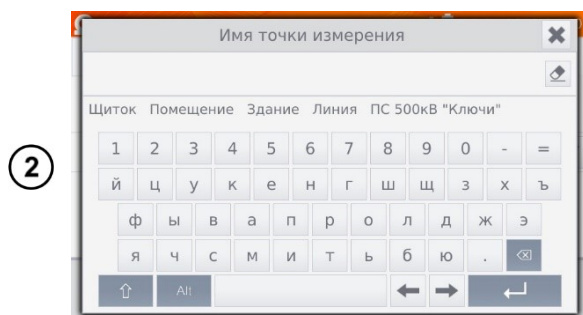 Имя точки измерения
Щиток Помещение Здание Линия ПС 500кВ "Ключи"
1 2 3 4 5 6 7 8 9 0 - =
2
й ц у к е н г ш щ з х ъ
ф ы в а п р о л д ж э
я ч с м и т ь б ю .
Alt